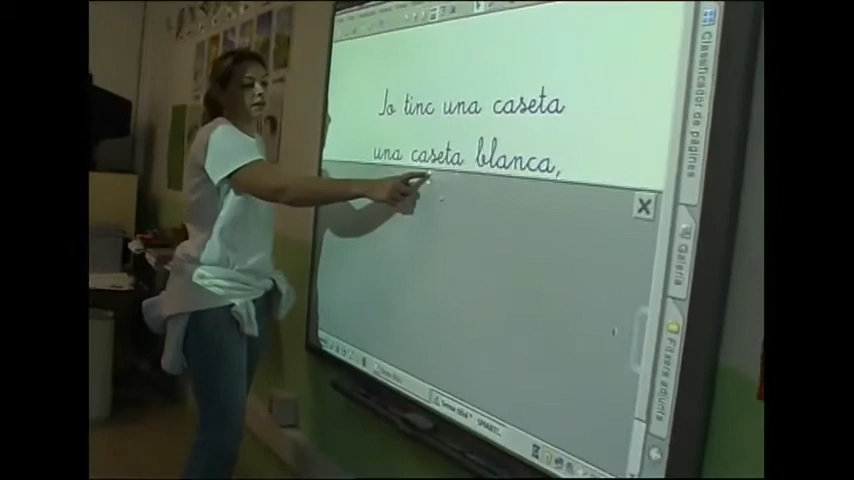 Jo tinc una caseta
una caseta blanca,
Classificador de pàgines
Galeria
Fitxers adjunts